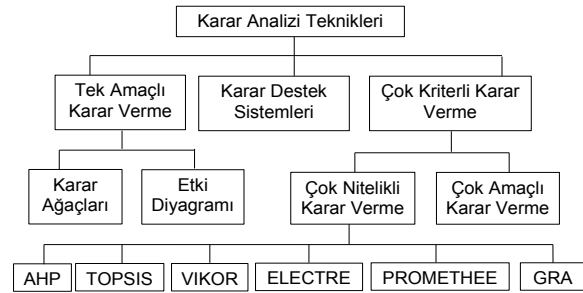 Karar Analizi Teknikleri
Tek Amaçlı
Karar Verme
Karar Destek
Sistemleri
Çok Kriterli Karar
Verme
Karar
Ağaçları
Etki
Diyagramı
Çok Nitelikli
Karar Verme
Çok Amaçlı
Karar Verme
AHP
TOPSIS
VIKOR
ELECTRE
PROMETHEE
GRA